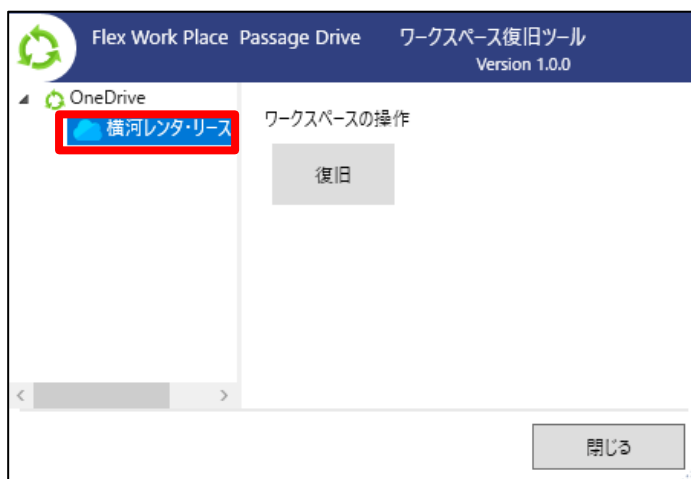 Flex Work Place Passage Drive ワークスペース復旧ツール
Version 1.0.0
OneDrive
横河レンタ・リース
ワークスペースの操作
復旧
閉じる